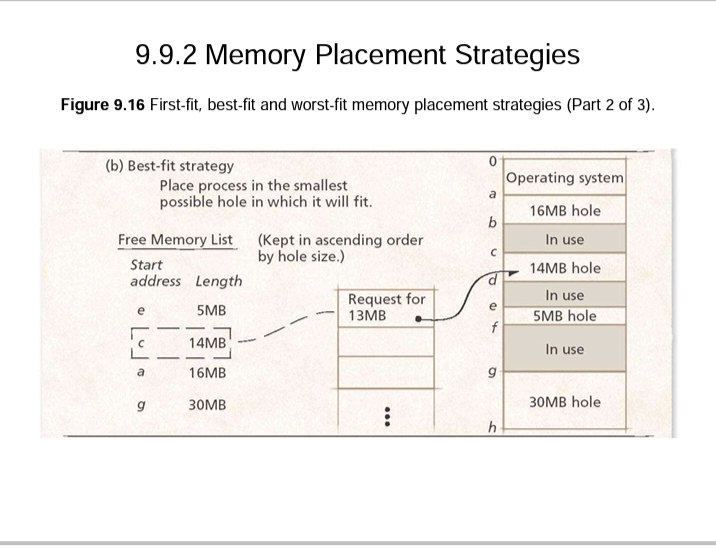 9.9.2 Memory Placement Strategies
Figure 9.16 First-fit, best-fit and worst-fit memory placement strategies (Part 2 of 3).
(b) Best-fit strategy
Place process in the smallest
possible hole in which it will fit.
Free Memory List
(Kept in ascending order
by hole size.)
Start
address Length
e 5MB
c 14MB
a 16MB
g 30MB
Request for
13MB
0
Operating system
a
16MB hole
b
In use
c
14MB hole
d
In use
e
5MB hole
f
In use
g
30MB hole
h